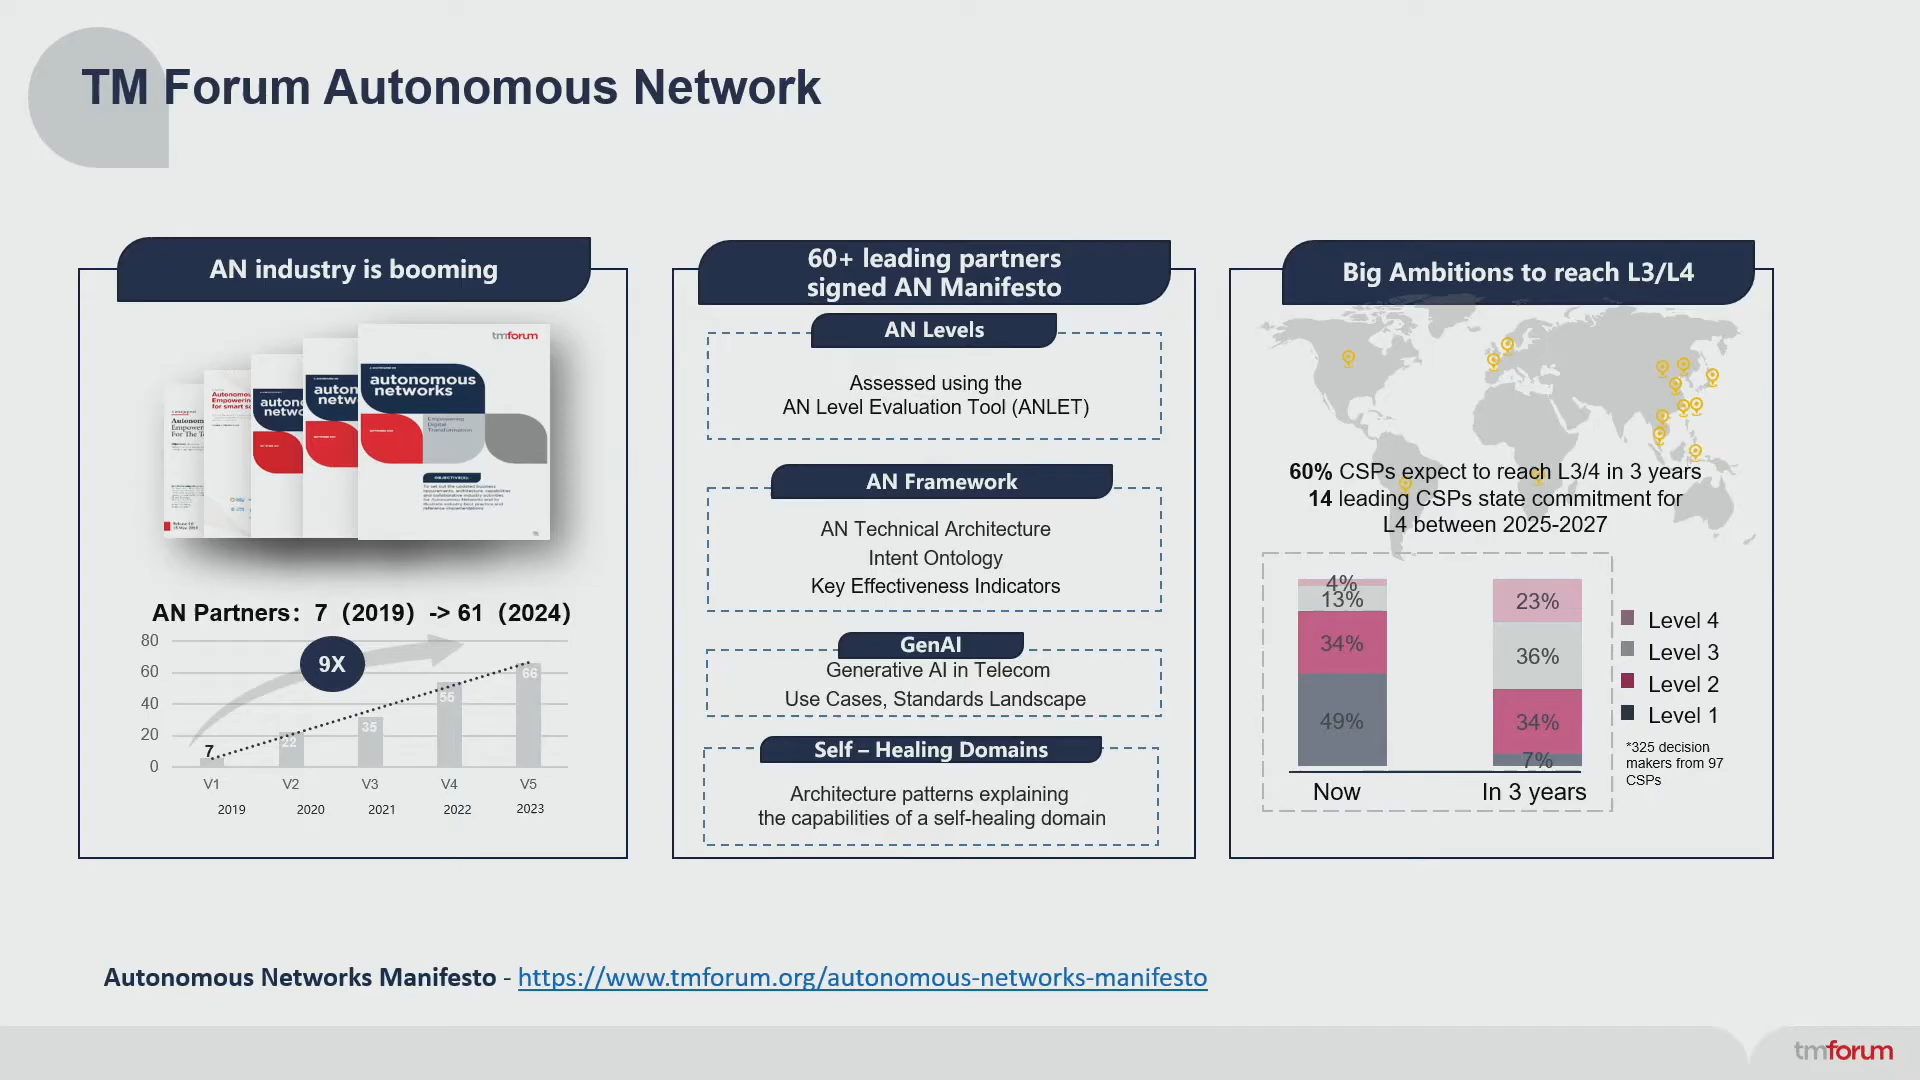 TM Forum Autonomous Network
AN industry is booming
tmforum
autonomous
networks
Empowering
Digital
Transformation
AN Partners: 7（2019）-> 61（2024）
80
60
40
20
0
9X
7
22
35
55
66
V1
V2
V3
V4
V5
2019
2020
2021
2022
2023
60+ leading partners
signed AN Manifesto
AN Levels
Assessed using the
AN Level Evaluation Tool (ANLET)
AN Framework
AN Technical Architecture
Intent Ontology
Key Effectiveness Indicators
GenAI
Generative AI in Telecom
Use Cases, Standards Landscape
Self – Healing Domains
Architecture patterns explaining
the capabilities of a self-healing domain
Big Ambitions to reach L3/L4
60% CSPs expect to reach L3/4 in 3 years
14 leading CSPs state commitment for
L4 between 2025-2027
4%
13%
34%
49%
23%
36%
34%
7%
Now
In 3 years
Level 4
Level 3
Level 2
Level 1
*325 decision
makers from 97
CSPs
Autonomous Networks Manifesto - https://www.tmforum.org/autonomous-networks-manifesto
tmforum